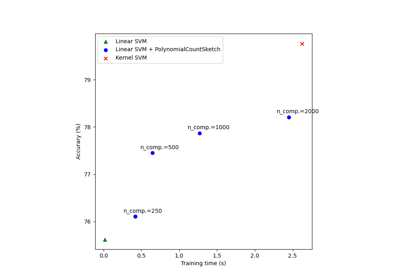 Linear SVM
Linear SVM + PolynomialCountSketch
Kernel SVM
n_comp.=2000
n_comp.=1000
n_comp.=500
n_comp.=250
79
78
77
76
Accurary (%)
0.0 0.5 1.0 1.5 2.0 2.5
Training time (s)